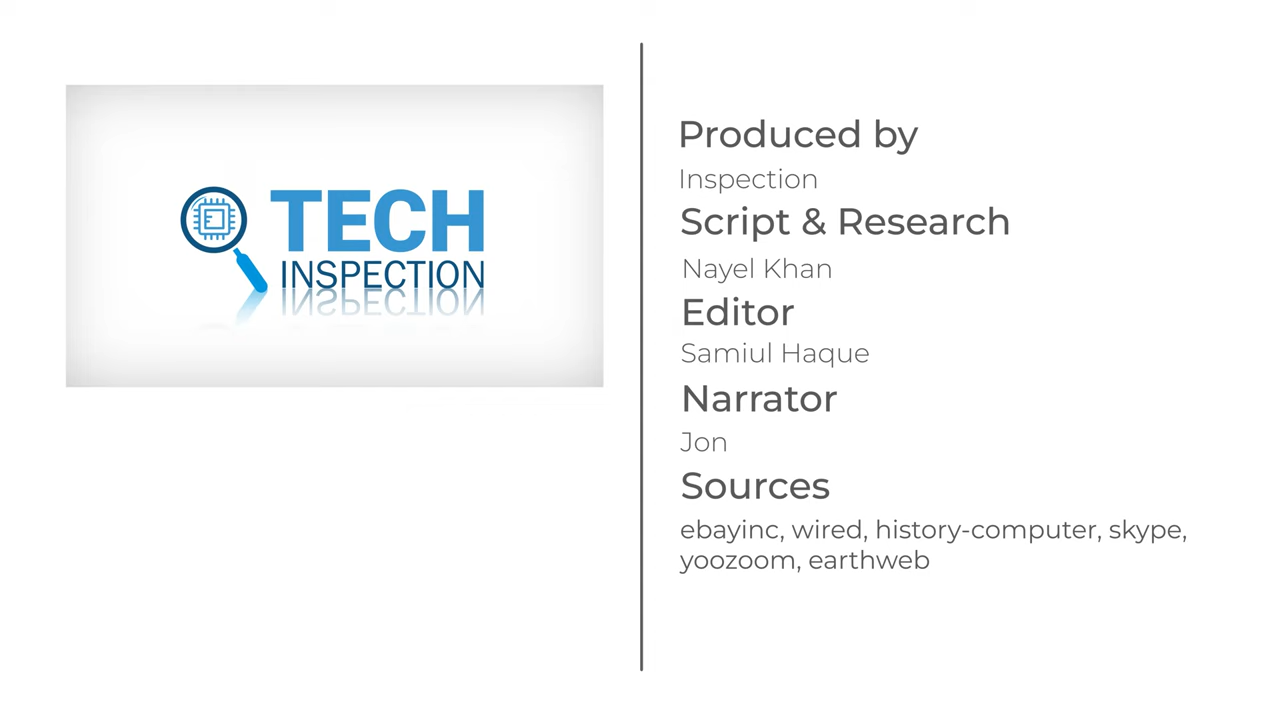 TECH
INSPECTION
Produced by
Inspection
Script & Research
Nayel Khan
Editor
Samiul Haque
Narrator
Jon
Sources
ebayinc, wired, history-computer, skype,
yoozoom, earthweb